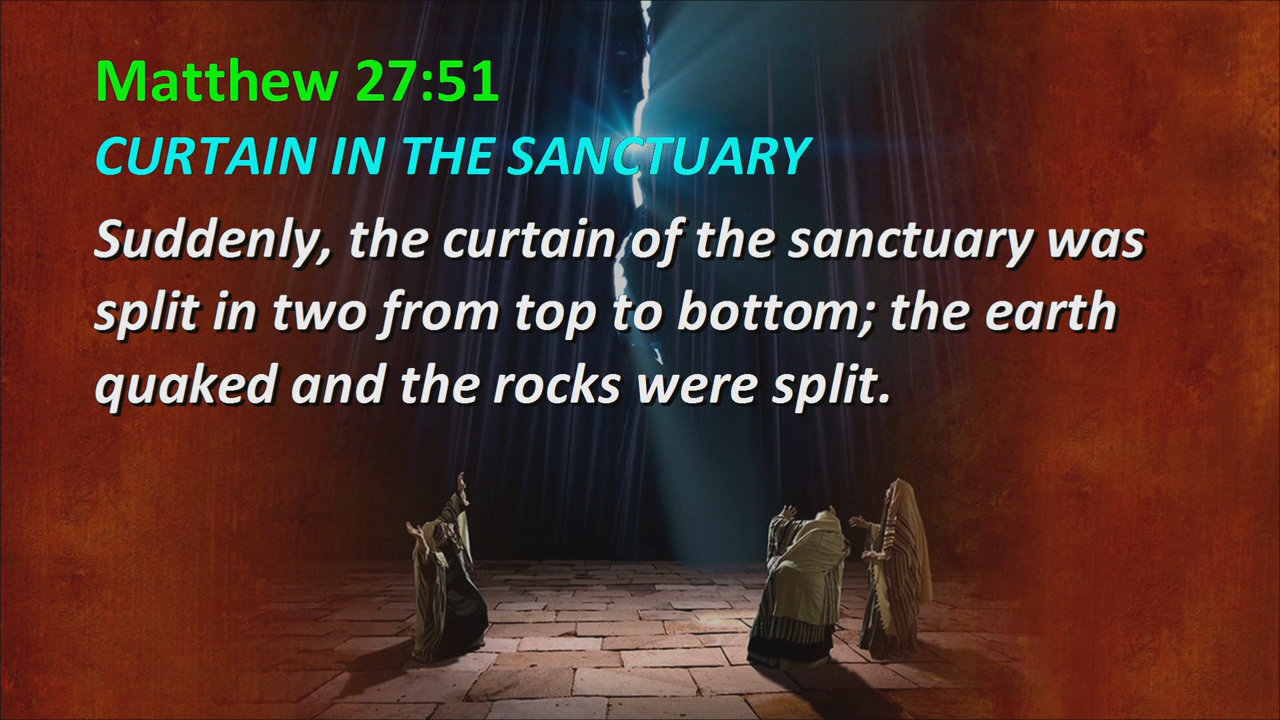 Matthew 27:51
CURTAIN IN THE SANCTUARY
Suddenly, the curtain of the sanctuary was
split in two from top to bottom; the earth
quaked and the rocks were split.